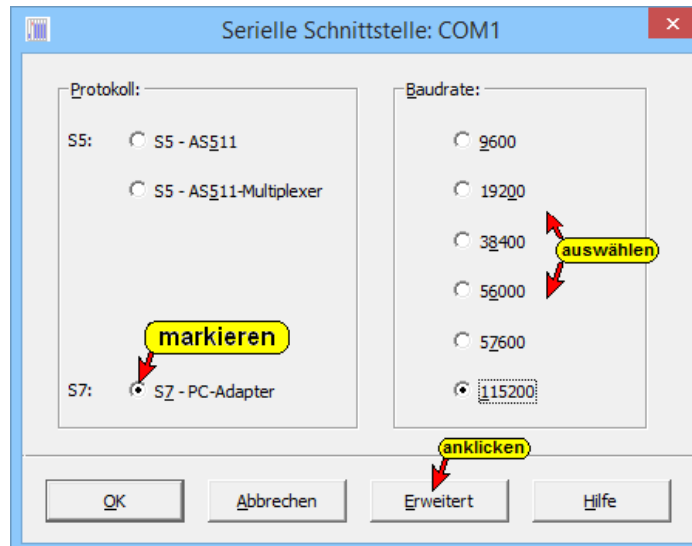 Serielle Schnittstelle: COM1
Protokoll:
S5: S5 - AS511
S5 - AS511-Multiplexer
markieren
S7: S7 - PC-Adapter
Baudrate:
9600
19200
38400
auswählen
56000
57600
115200
anklicken
OK Abbrechen Erweitert Hilfe